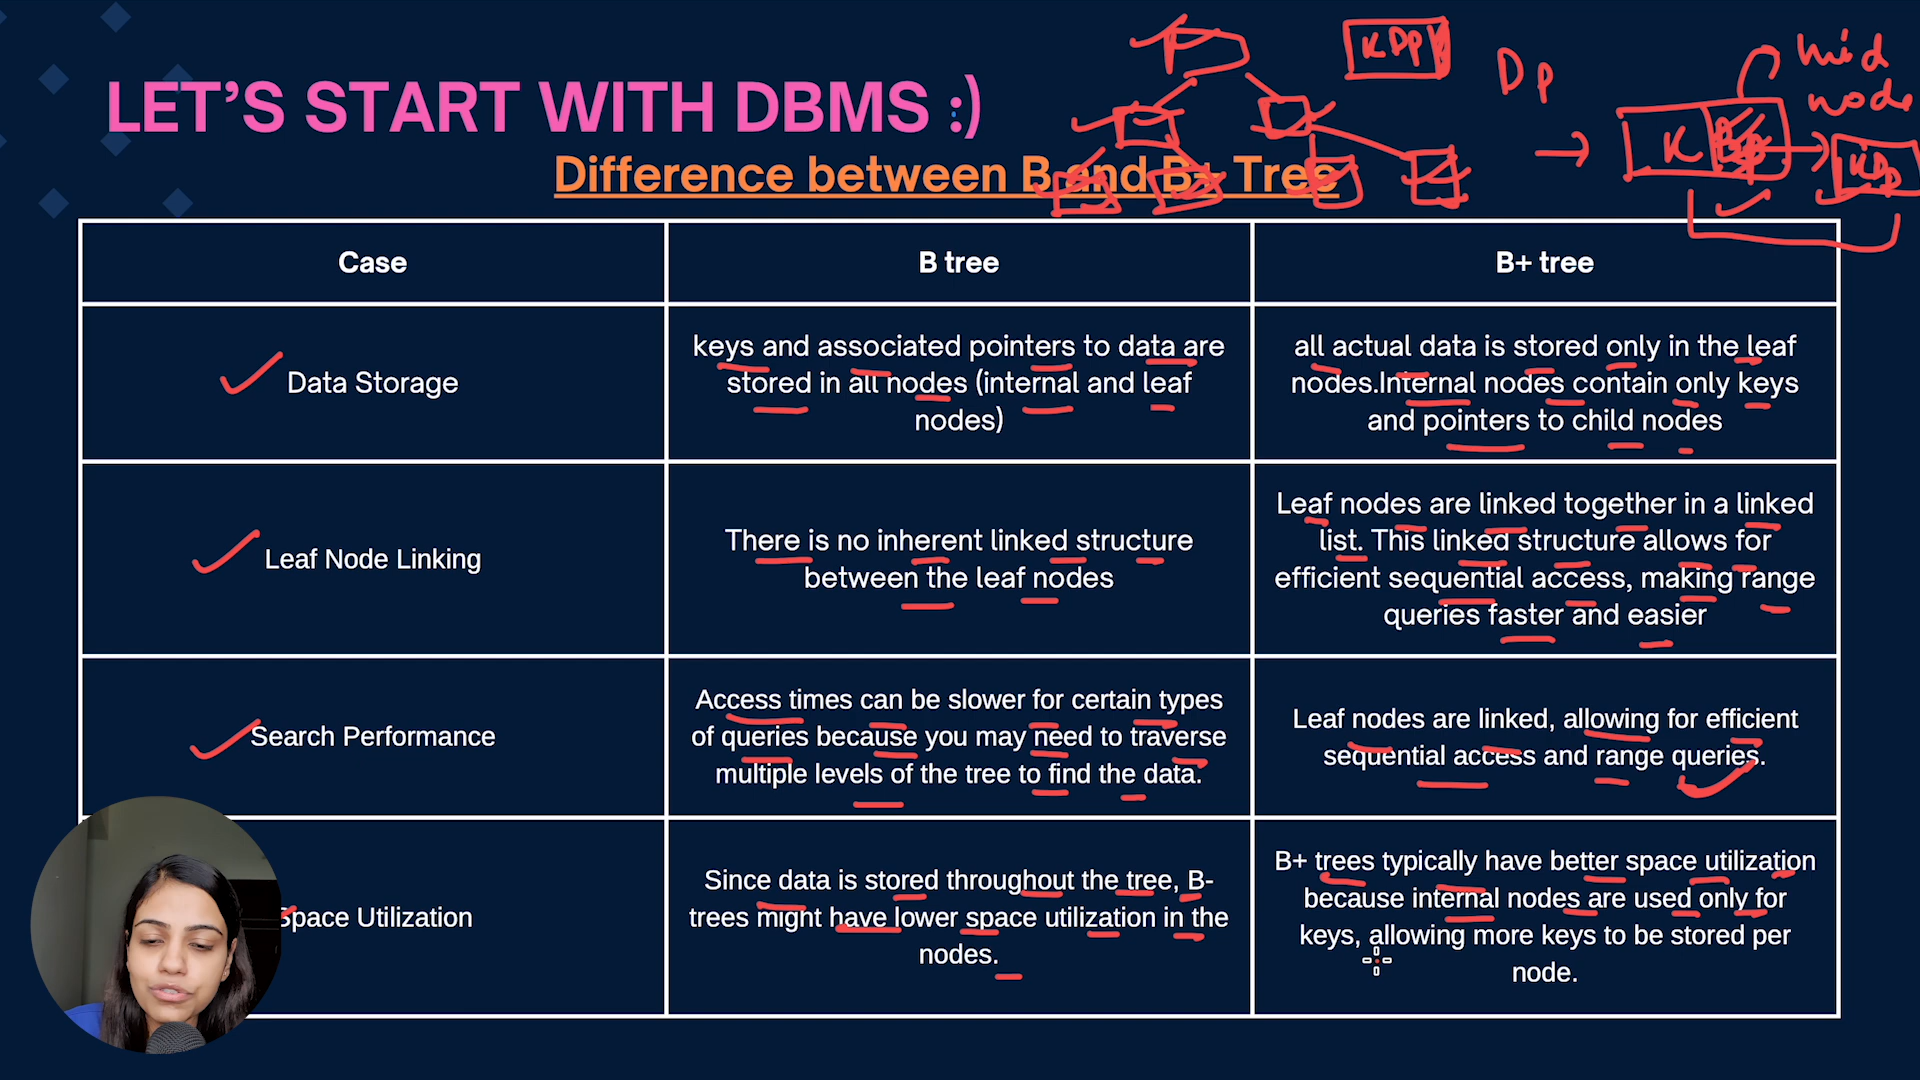 LET'S START WITH DBMS :)
Difference between B and B+ Tree
K Dp
Dp
mid
node
K
KDp
Case
B tree
B+ tree
Data Storage
keys and associated pointers to data are
stored in all nodes (internal and leaf
nodes)
all actual data is stored only in the leaf
nodes.Internal nodes contain only keys
and pointers to child nodes
Leaf Node Linking
There is no inherent linked structure
between the leaf nodes
Leaf nodes are linked together in a linked
list. This linked structure allows for
efficient sequential access, making range
queries faster and easier
Search Performance
Access times can be slower for certain types
of queries because you may need to traverse
multiple levels of the tree to find the data.
Leaf nodes are linked, allowing for efficient
sequential access and range queries.
Space Utilization
Since data is stored throughout the tree, B-
trees might have lower space utilization in the
nodes.
B+ trees typically have better space utilization
because internal nodes are used only for
keys, allowing more keys to be stored per
node.